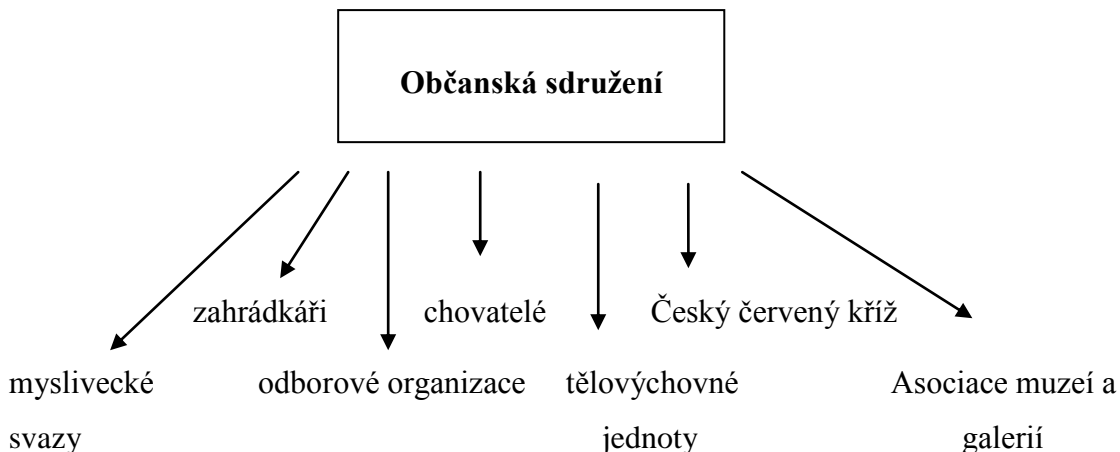 Občanská sdružení
zahrádkáři
chovatelé
Český červený kříž
myslivecké
svazy
odborové organizace
tělovýchovné
jednoty
Asociace muzeí a
galerií